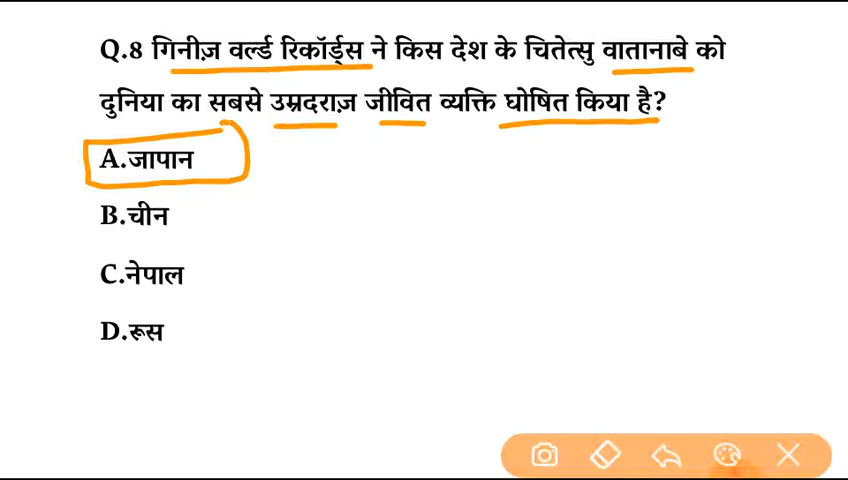 Q.8 गिनीज़ वर्ल्ड रिकॉर्ड्स ने किस देश के चितेत्सु वातानाबे को
दुनिया का सबसे उम्रदराज़ जीवित व्यक्ति घोषित किया है?
A.जापान
B.चीन
C.नेपाल
D.रूस